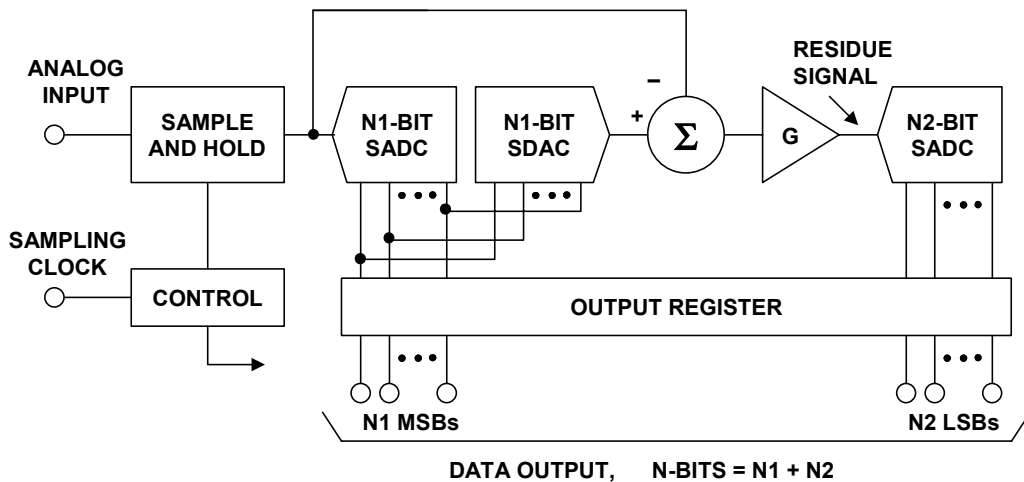 ANALOG
INPUT
SAMPLE
AND HOLD
N1-BIT
SADC
N1-BIT
SDAC
–
+
Σ
G
RESIDUE
SIGNAL
N2-BIT
SADC
SAMPLING
CLOCK
CONTROL
OUTPUT REGISTER
N1 MSBs
N2 LSBs
DATA OUTPUT, N-BITS = N1 + N2